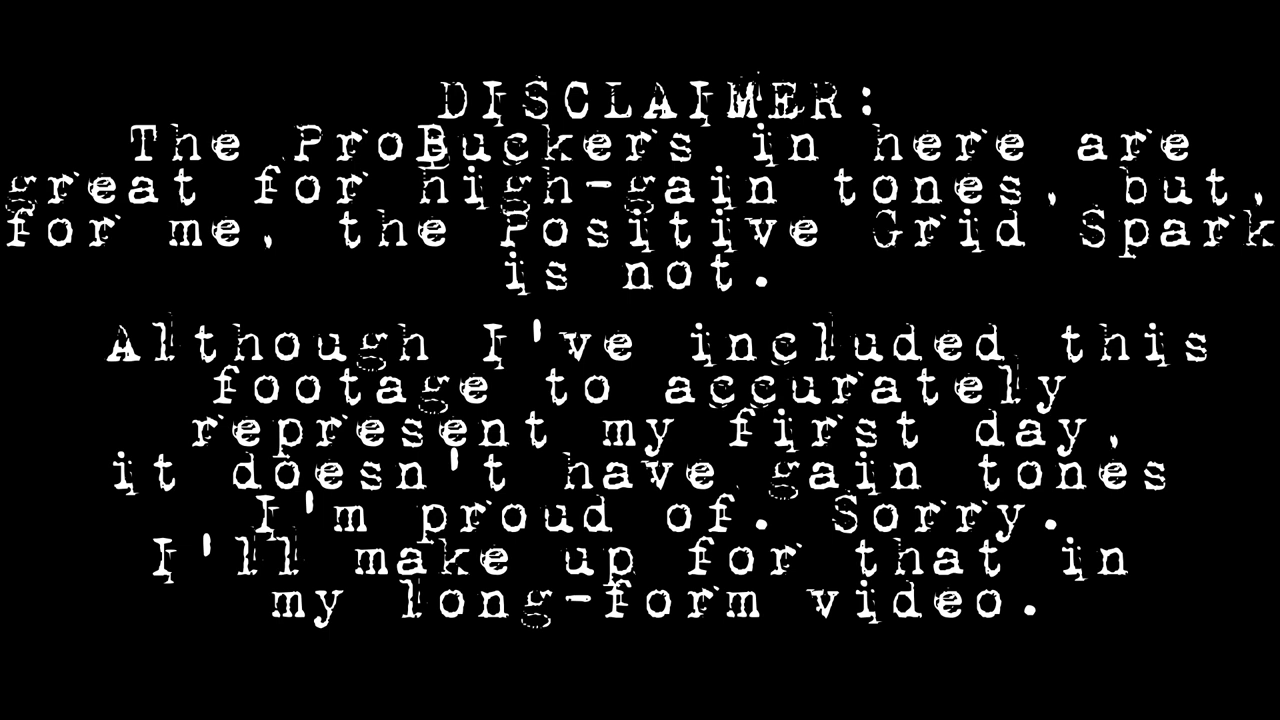 DISCLAIMER:
The ProBuckers in here are
great for high-gain tones, but,
for me, the Positive Grid Spark
is not.
Although I've included this
footage to accurately
represent my first day,
it doesn't have gain tones
I'm proud of. Sorry.
I'll make up for that in
my long-form video.